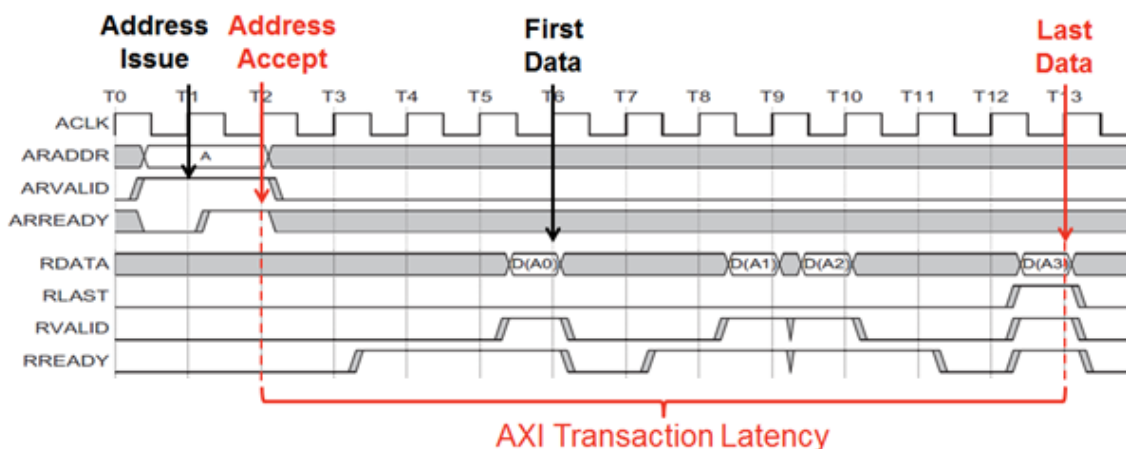 Address Issue
Address Accept
First Data
Last Data
T0 T1 T2 T3 T4 T5 T6 T7 T8 T9 T10 T11 T12 T13
ACLK
ARADDR A
ARVALID
ARREADY
RDATA D(A0) D(A1) D(A2) D(A3)
RLAST
RVALID
RREADY
AXI Transaction Latency